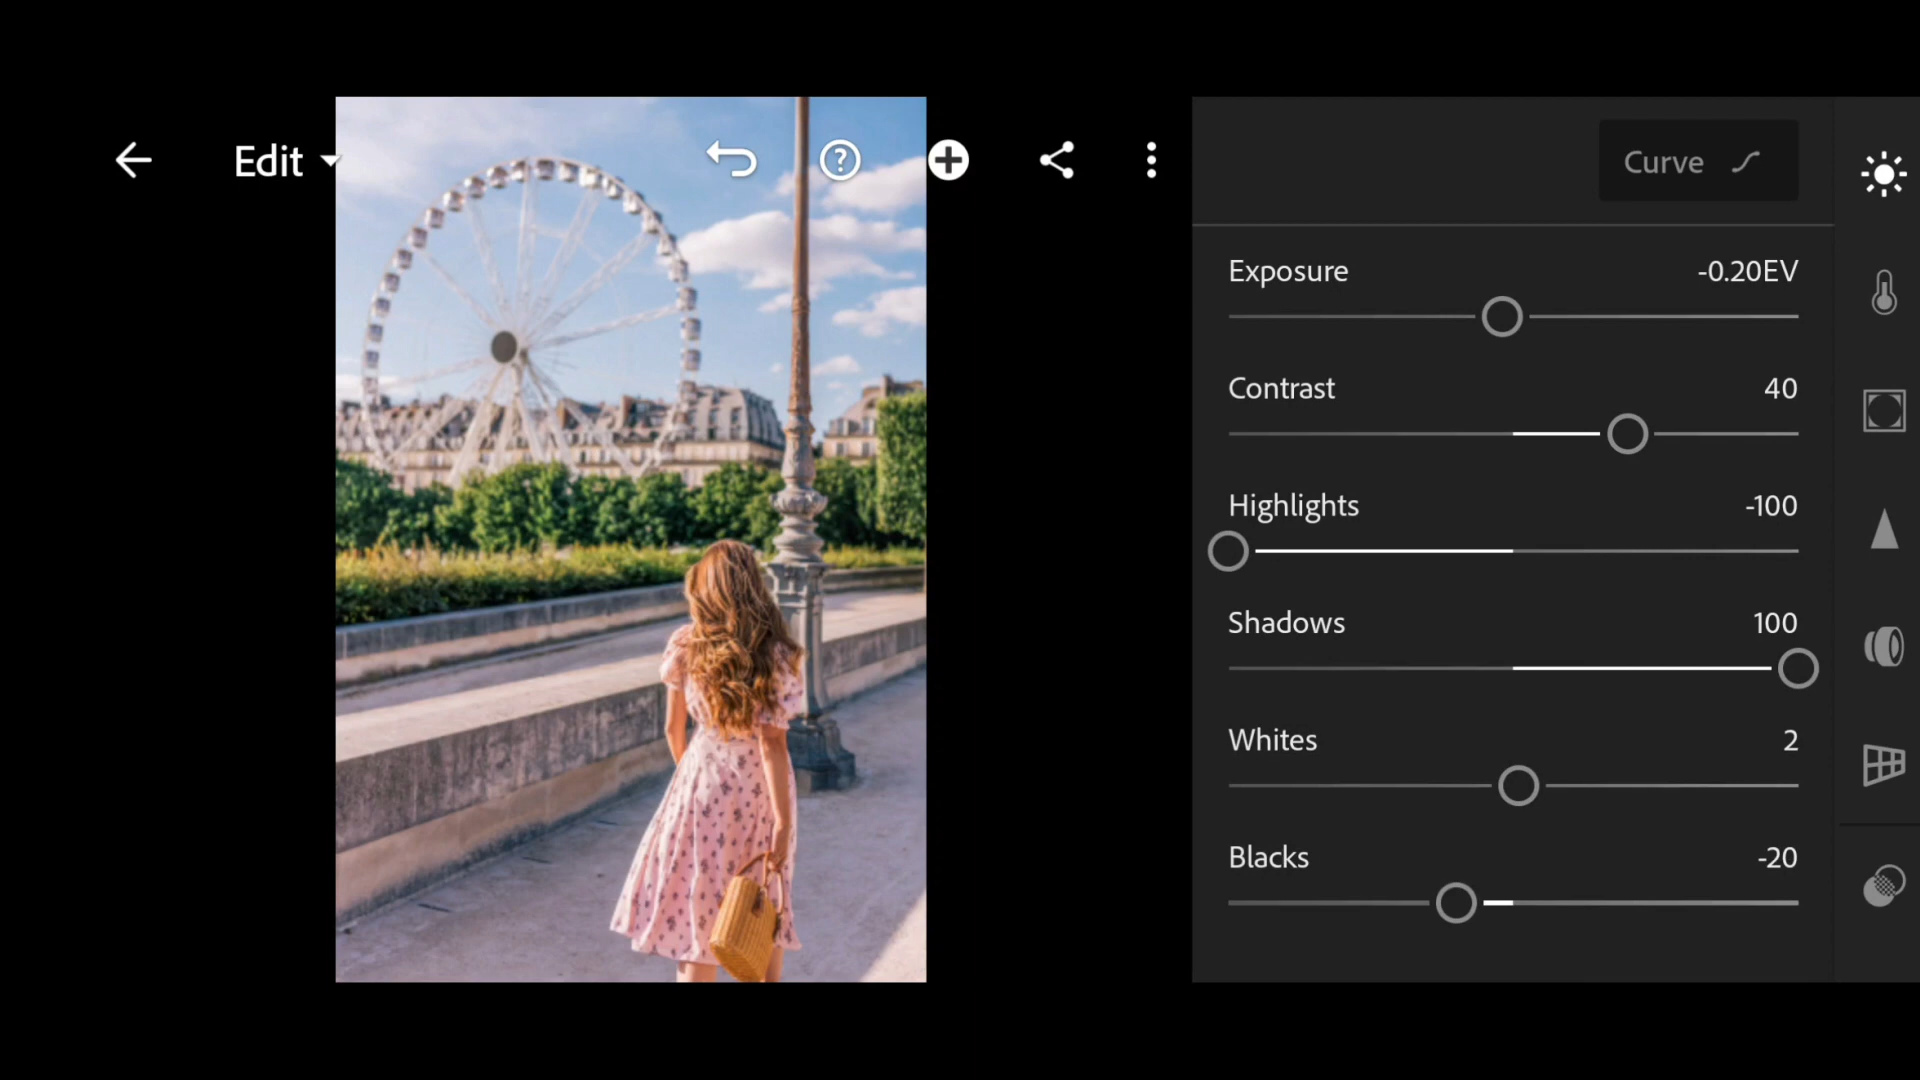 Edit
Curve
Exposure -0.20EV
Contrast 40
Highlights -100
Shadows 100
Whites 2
Blacks -20